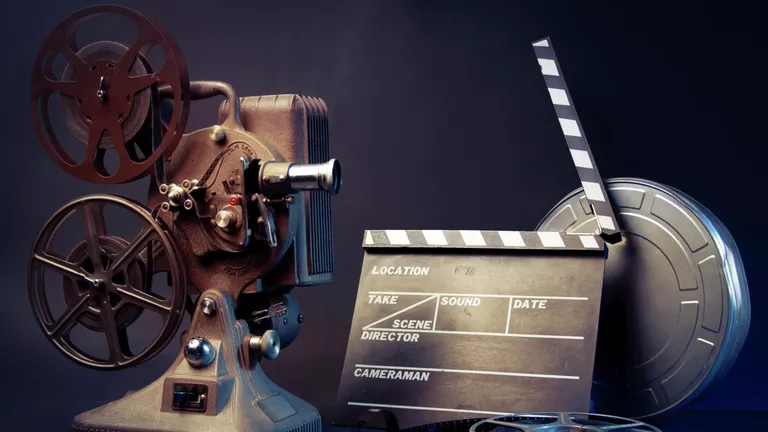 LOCATION
TAKE SOUND DATE
SCENE
DIRECTOR
CAMERAMAN